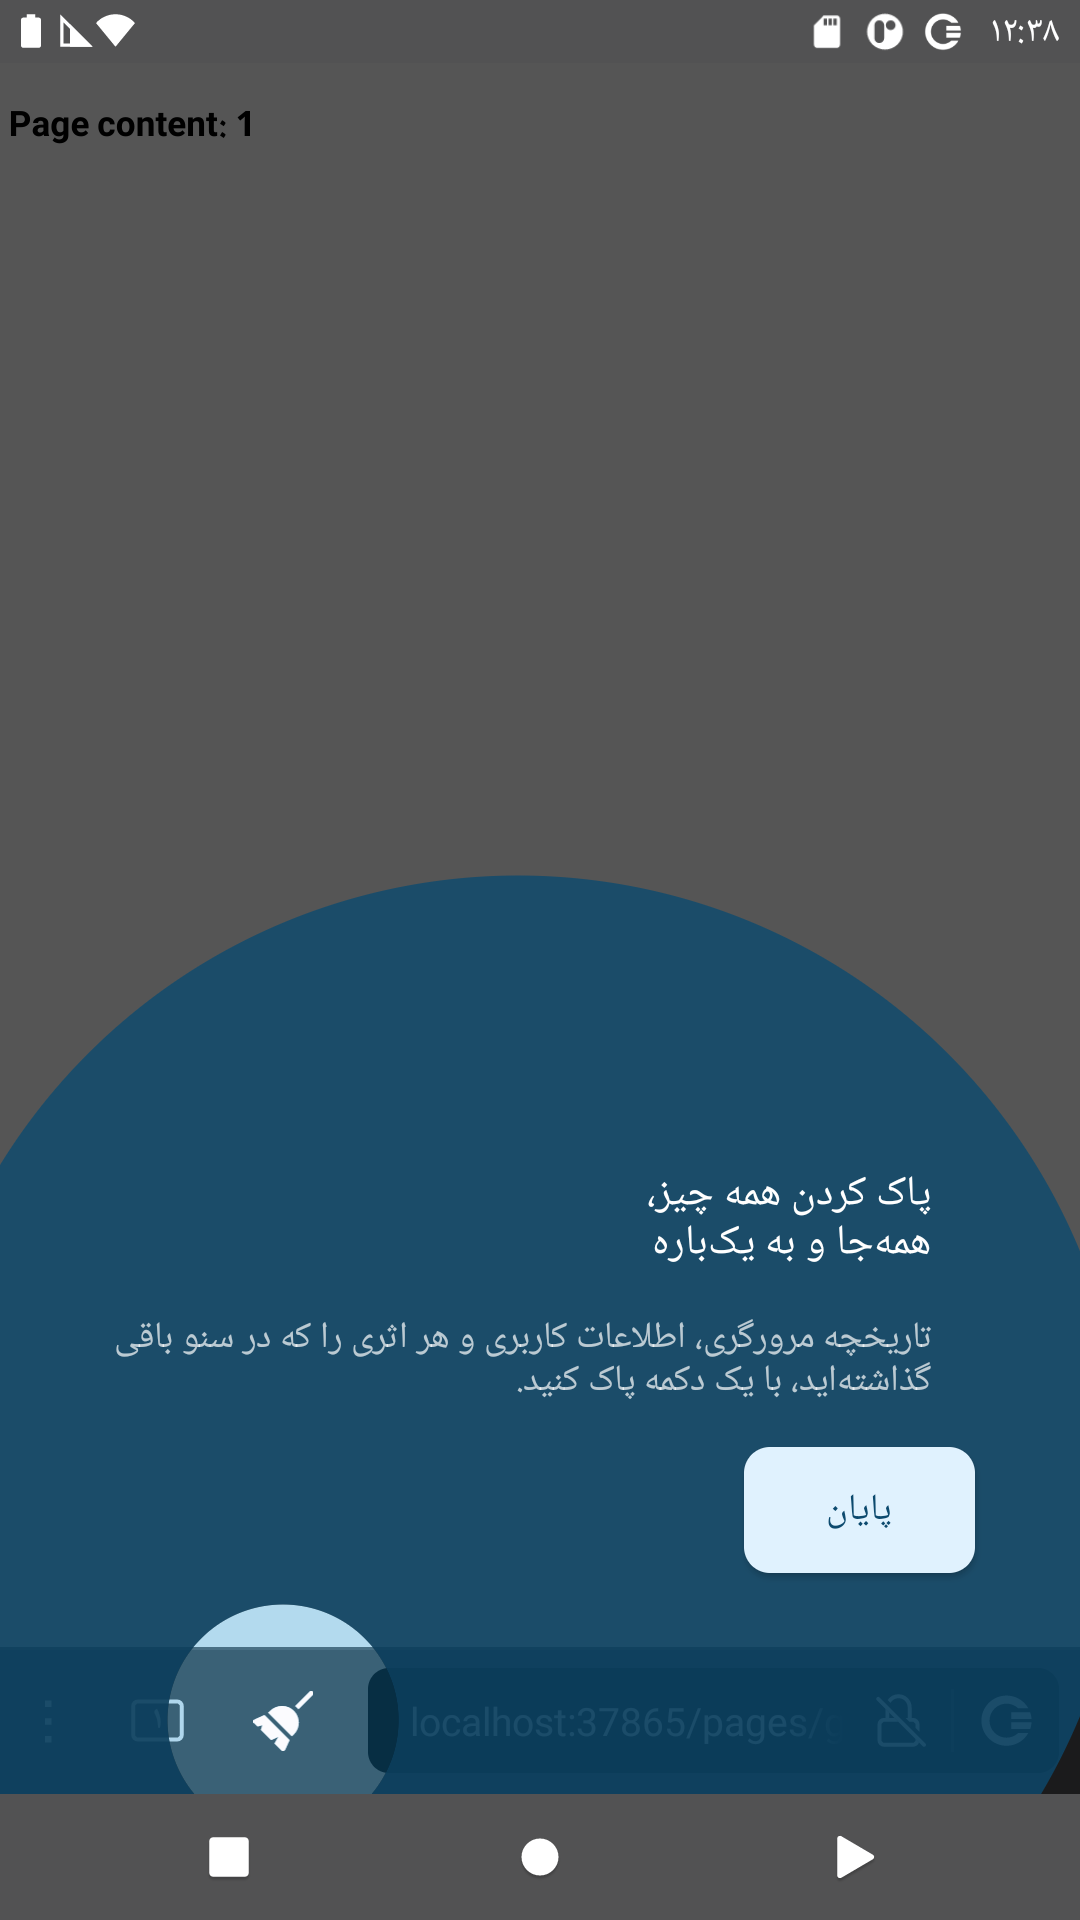 ۱۲:۳۸
Page content: 1
پاک کردن همه چیز،
همه‌جا و به یک‌باره
تاریخچه مرورگری، اطلاعات کاربری و هر اثری را که در سنو باقی
گذاشته‌اید، با یک دکمه پاک کنید.
پایان
۱
localhost:37865/pages/